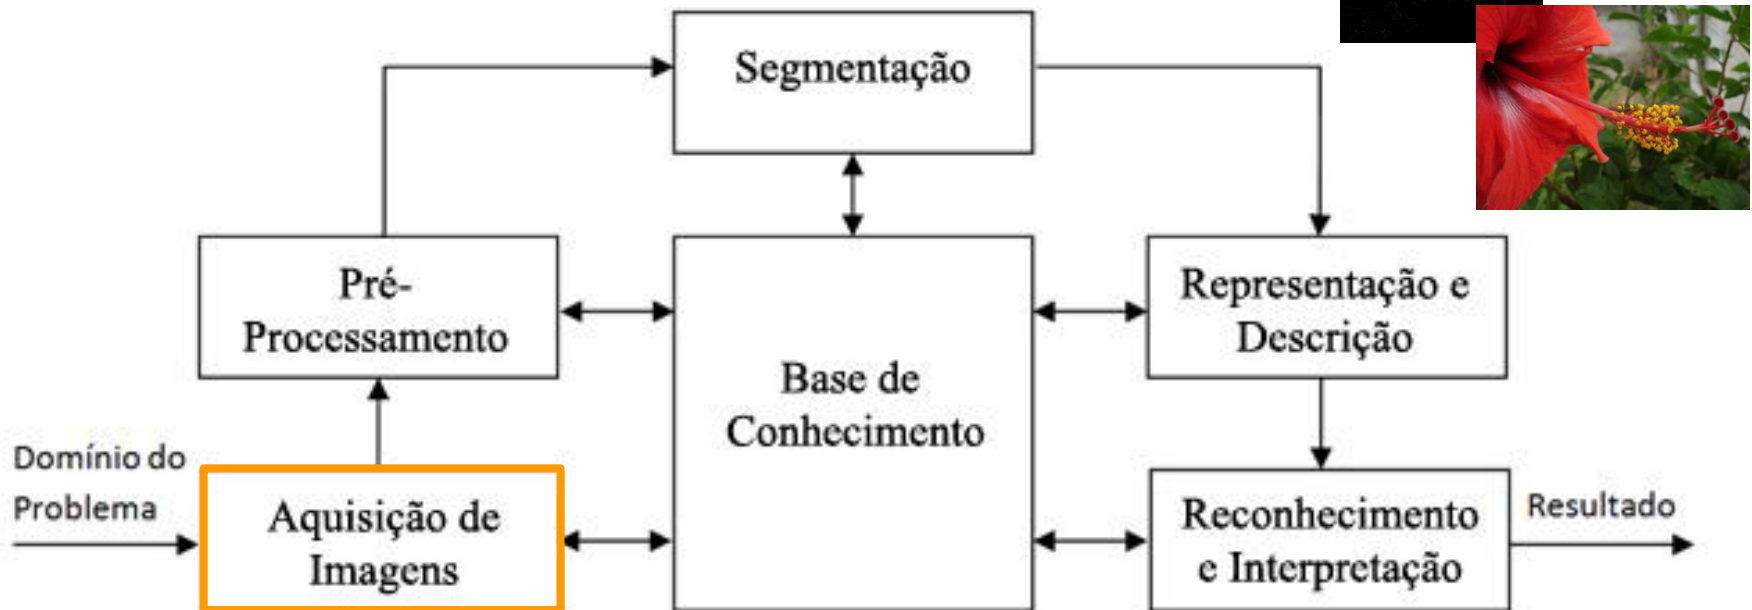 Segmentação
Pré-
Processamento
Representação e
Descrição
Base de
Conhecimento
Domínio do
Problema
Aquisição de
Imagens
Reconhecimento
e Interpretação
Resultado